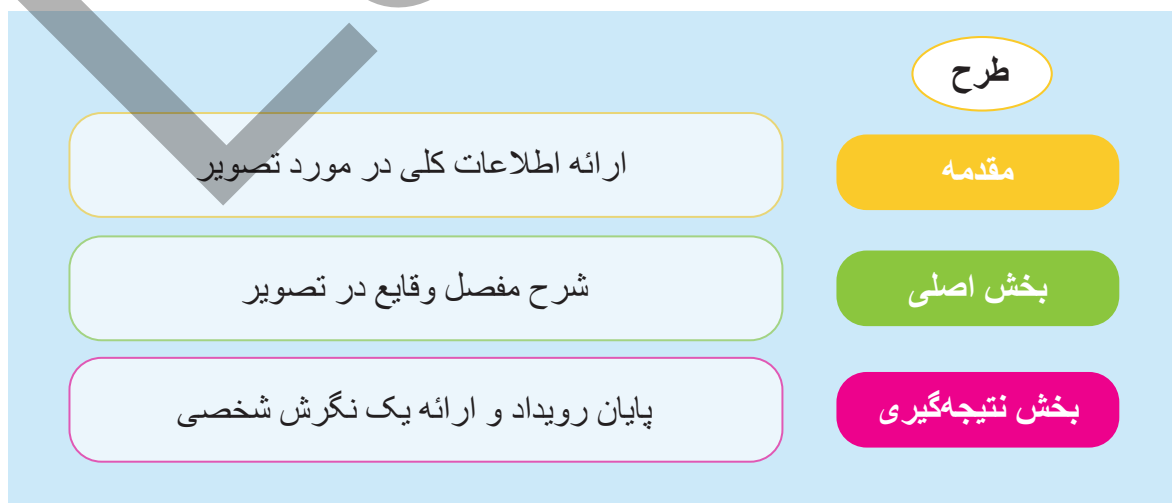 طرح
مقدمه
ارائه اطلاعات کلی در مورد تصویر
بخش اصلی
شرح مفصل وقایع در تصویر
بخش نتیجه‌گیری
پایان رویداد و ارائه یک نگرش شخصی